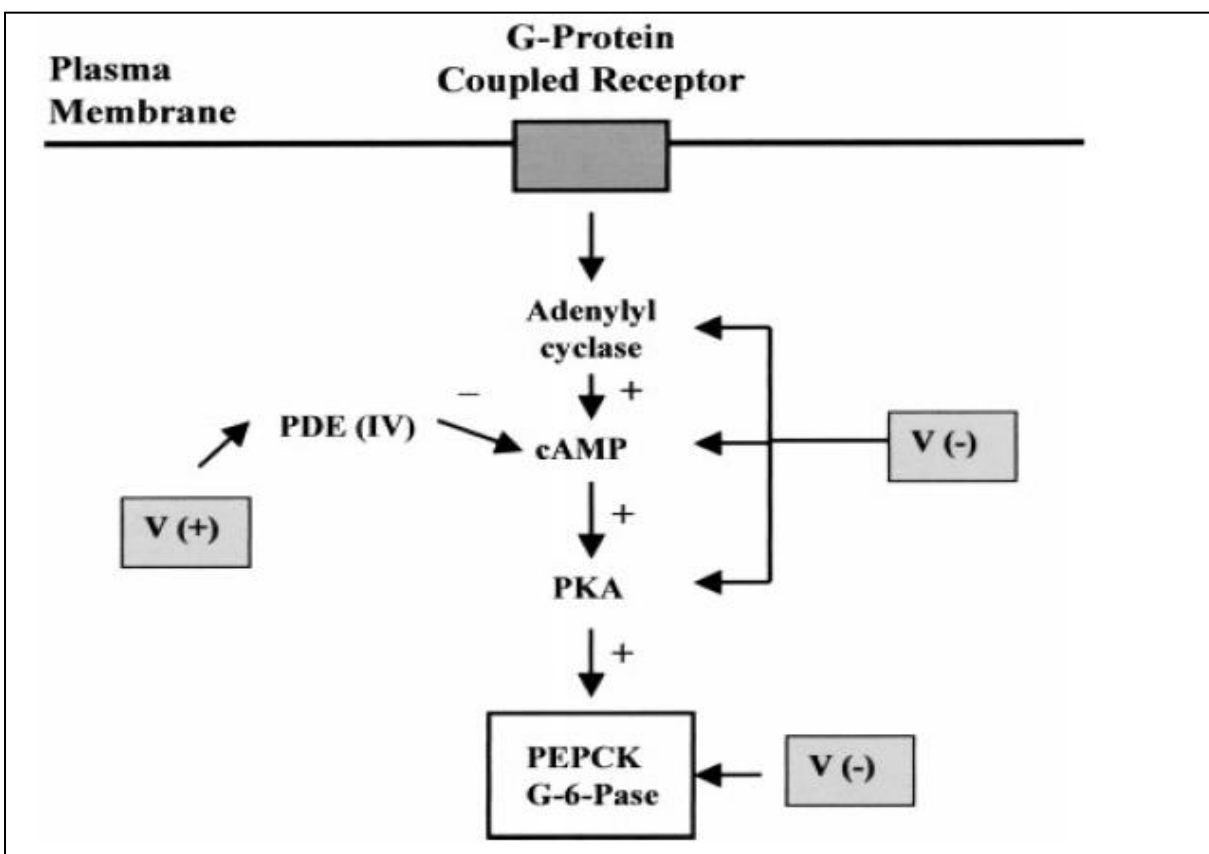 G-Protein
Coupled Receptor
Plasma
Membrane
Adenylyl
cyclase
+
−
PDE (IV)
cAMP
V (-)
V (+)
+
PKA
+
PEPCK
G-6-Pase
V (-)